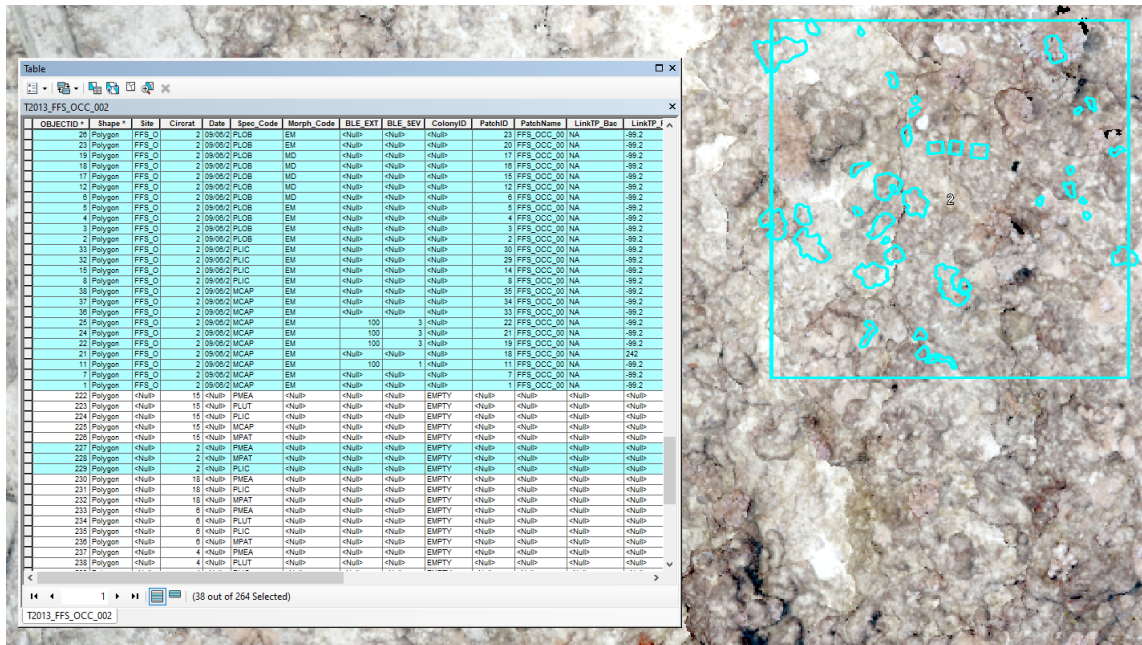 Table
T2013_FFS_OCC_002
OBJECTID * Shape * Site Circrat Date Spec_Code Morph_Code BLE_EXT BLE_SEV ColonyID PatchID PatchName LinkTP_Bac LinkTP_
26 Polygon FFS_O 2 09/06/2 PLOB EM <Null> <Null> <Null> 23 FFS_OCC_00 NA -99.2
23 Polygon FFS_O 2 09/06/2 PLOB EM <Null> <Null> <Null> 20 FFS_OCC_00 NA -99.2
19 Polygon FFS_O 2 09/06/2 PLOB MD <Null> <Null> <Null> 17 FFS_OCC_00 NA -99.2
18 Polygon FFS_O 2 09/06/2 PLOB MD <Null> <Null> <Null> 16 FFS_OCC_00 NA -99.2
17 Polygon FFS_O 2 09/06/2 PLOB MD <Null> <Null> <Null> 15 FFS_OCC_00 NA -99.2
12 Polygon FFS_O 2 09/06/2 PLOB MD <Null> <Null> <Null> 12 FFS_OCC_00 NA -99.2
6 Polygon FFS_O 2 09/06/2 PLOB MD <Null> <Null> <Null> 6 FFS_OCC_00 NA -99.2
5 Polygon FFS_O 2 09/06/2 PLOB EM <Null> <Null> <Null> 5 FFS_OCC_00 NA -99.2
4 Polygon FFS_O 2 09/06/2 PLOB EM <Null> <Null> <Null> 4 FFS_OCC_00 NA -99.2
3 Polygon FFS_O 2 09/06/2 PLOB EM <Null> <Null> <Null> 3 FFS_OCC_00 NA -99.2
2 Polygon FFS_O 2 09/06/2 PLOB EM <Null> <Null> <Null> 2 FFS_OCC_00 NA -99.2
33 Polygon FFS_O 2 09/06/2 PLIC EM <Null> <Null> <Null> 30 FFS_OCC_00 NA -99.2
32 Polygon FFS_O 2 09/06/2 PLIC EM <Null> <Null> <Null> 29 FFS_OCC_00 NA -99.2
15 Polygon FFS_O 2 09/06/2 PLIC EM <Null> <Null> <Null> 14 FFS_OCC_00 NA -99.2
8 Polygon FFS_O 2 09/06/2 PLIC EM <Null> <Null> <Null> 8 FFS_OCC_00 NA -99.2
38 Polygon FFS_O 2 09/06/2 MCAP EM <Null> <Null> <Null> 35 FFS_OCC_00 NA -99.2
37 Polygon FFS_O 2 09/06/2 MCAP EM <Null> <Null> <Null> 34 FFS_OCC_00 NA -99.2
36 Polygon FFS_O 2 09/06/2 MCAP EM <Null> <Null> <Null> 33 FFS_OCC_00 NA -99.2
25 Polygon FFS_O 2 09/06/2 MCAP EM 100 3 <Null> 22 FFS_OCC_00 NA -99.2
24 Polygon FFS_O 2 09/06/2 MCAP EM 100 3 <Null> 21 FFS_OCC_00 NA -99.2
22 Polygon FFS_O 2 09/06/2 MCAP EM 100 3 <Null> 19 FFS_OCC_00 NA -99.2
21 Polygon FFS_O 2 09/06/2 MCAP EM <Null> <Null> <Null> 18 FFS_OCC_00 NA 242
11 Polygon FFS_O 2 09/06/2 MCAP EM 100 1 <Null> 11 FFS_OCC_00 NA -99.2
7 Polygon FFS_O 2 09/06/2 MCAP EM <Null> <Null> <Null> 7 FFS_OCC_00 NA -99.2
1 Polygon FFS_O 2 09/06/2 MCAP EM <Null> <Null> <Null> 1 FFS_OCC_00 NA -99.2
222 Polygon <Null> 15 <Null> PMEA <Null> <Null> <Null> EMPTY <Null> <Null> <Null> <Null>
223 Polygon <Null> 15 <Null> PLUT <Null> <Null> <Null> EMPTY <Null> <Null> <Null> <Null>
224 Polygon <Null> 15 <Null> PLIC <Null> <Null> <Null> EMPTY <Null> <Null> <Null> <Null>
225 Polygon <Null> 15 <Null> MCAP <Null> <Null> <Null> EMPTY <Null> <Null> <Null> <Null>
226 Polygon <Null> 15 <Null> MPAT <Null> <Null> <Null> EMPTY <Null> <Null> <Null> <Null>
227 Polygon <Null> 2 <Null> PMEA <Null> <Null> <Null> EMPTY <Null> <Null> <Null> <Null>
228 Polygon <Null> 2 <Null> MPAT <Null> <Null> <Null> EMPTY <Null> <Null> <Null> <Null>
229 Polygon <Null> 2 <Null> PLIC <Null> <Null> <Null> EMPTY <Null> <Null> <Null> <Null>
230 Polygon <Null> 18 <Null> PMEA <Null> <Null> <Null> EMPTY <Null> <Null> <Null> <Null>
231 Polygon <Null> 18 <Null> PLIC <Null> <Null> <Null> EMPTY <Null> <Null> <Null> <Null>
232 Polygon <Null> 18 <Null> MPAT <Null> <Null> <Null> EMPTY <Null> <Null> <Null> <Null>
233 Polygon <Null> 6 <Null> PMEA <Null> <Null> <Null> EMPTY <Null> <Null> <Null> <Null>
234 Polygon <Null> 6 <Null> PLUT <Null> <Null> <Null> EMPTY <Null> <Null> <Null> <Null>
235 Polygon <Null> 6 <Null> PLIC <Null> <Null> <Null> EMPTY <Null> <Null> <Null> <Null>
236 Polygon <Null> 6 <Null> MPAT <Null> <Null> <Null> EMPTY <Null> <Null> <Null> <Null>
237 Polygon <Null> 4 <Null> PMEA <Null> <Null> <Null> EMPTY <Null> <Null> <Null> <Null>
238 Polygon <Null> 4 <Null> PLUT <Null> <Null> <Null> EMPTY <Null> <Null> <Null> <Null>
1 (38 out of 264 Selected)
T2013_FFS_OCC_002
2